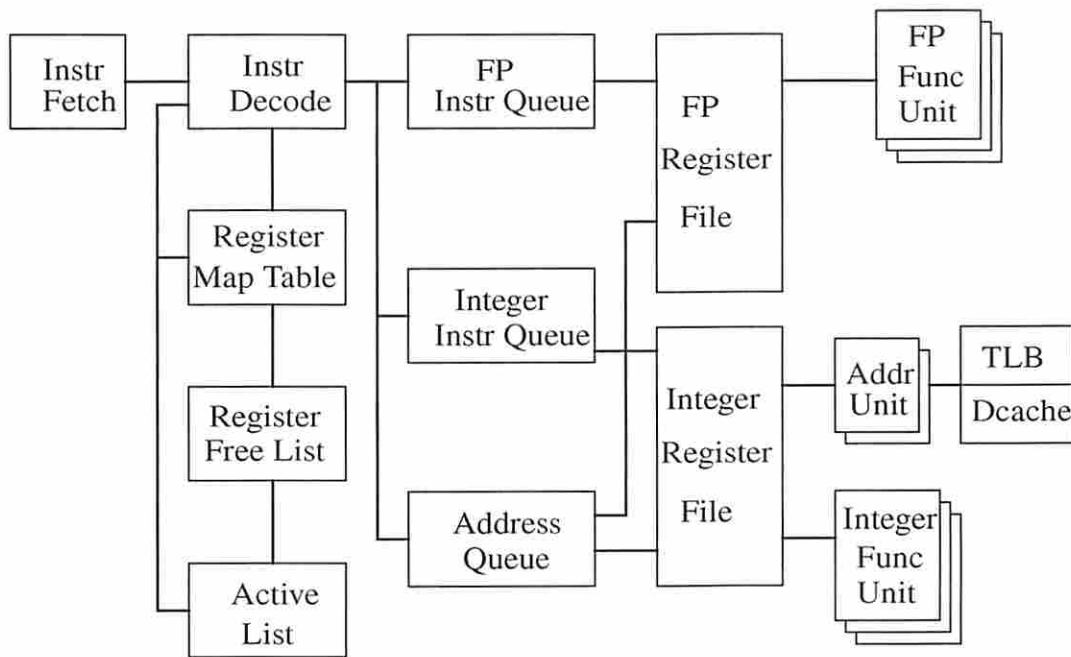 Instr
Fetch
Instr
Decode
FP
Instr Queue
FP
Register
File
FP
Func
Unit
Register
Map Table
Integer
Instr Queue
Register
Free List
Integer
Register
File
Addr
Unit
TLB
Dcache
Address
Queue
Integer
Func
Unit
Active
List